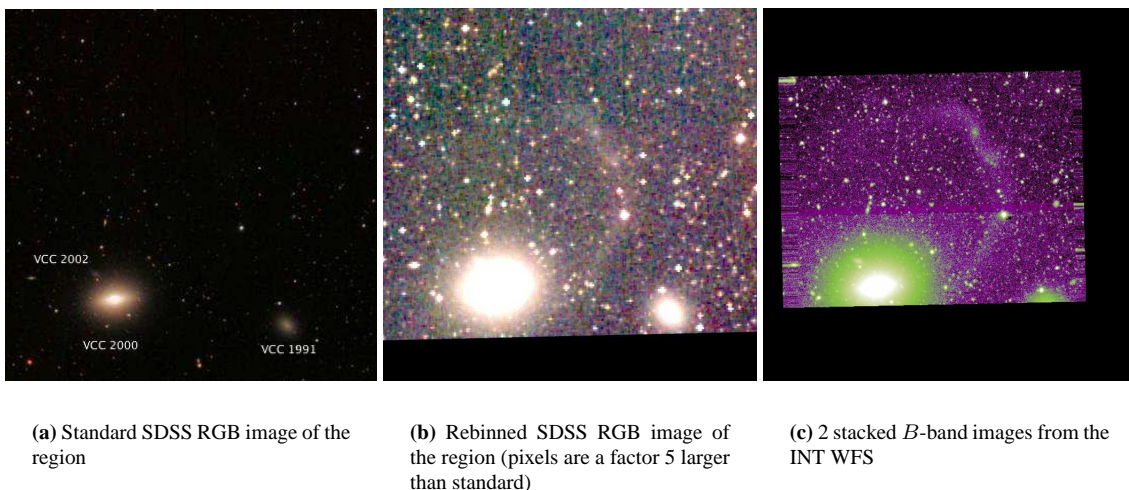 VCC 2002
VCC 2000
VCC 1991
(a) Standard SDSS RGB image of the
region
(b) Rebinned SDSS RGB image of
the region (pixels are a factor 5 larger
than standard)
(c) 2 stacked B-band images from the
INT WFS